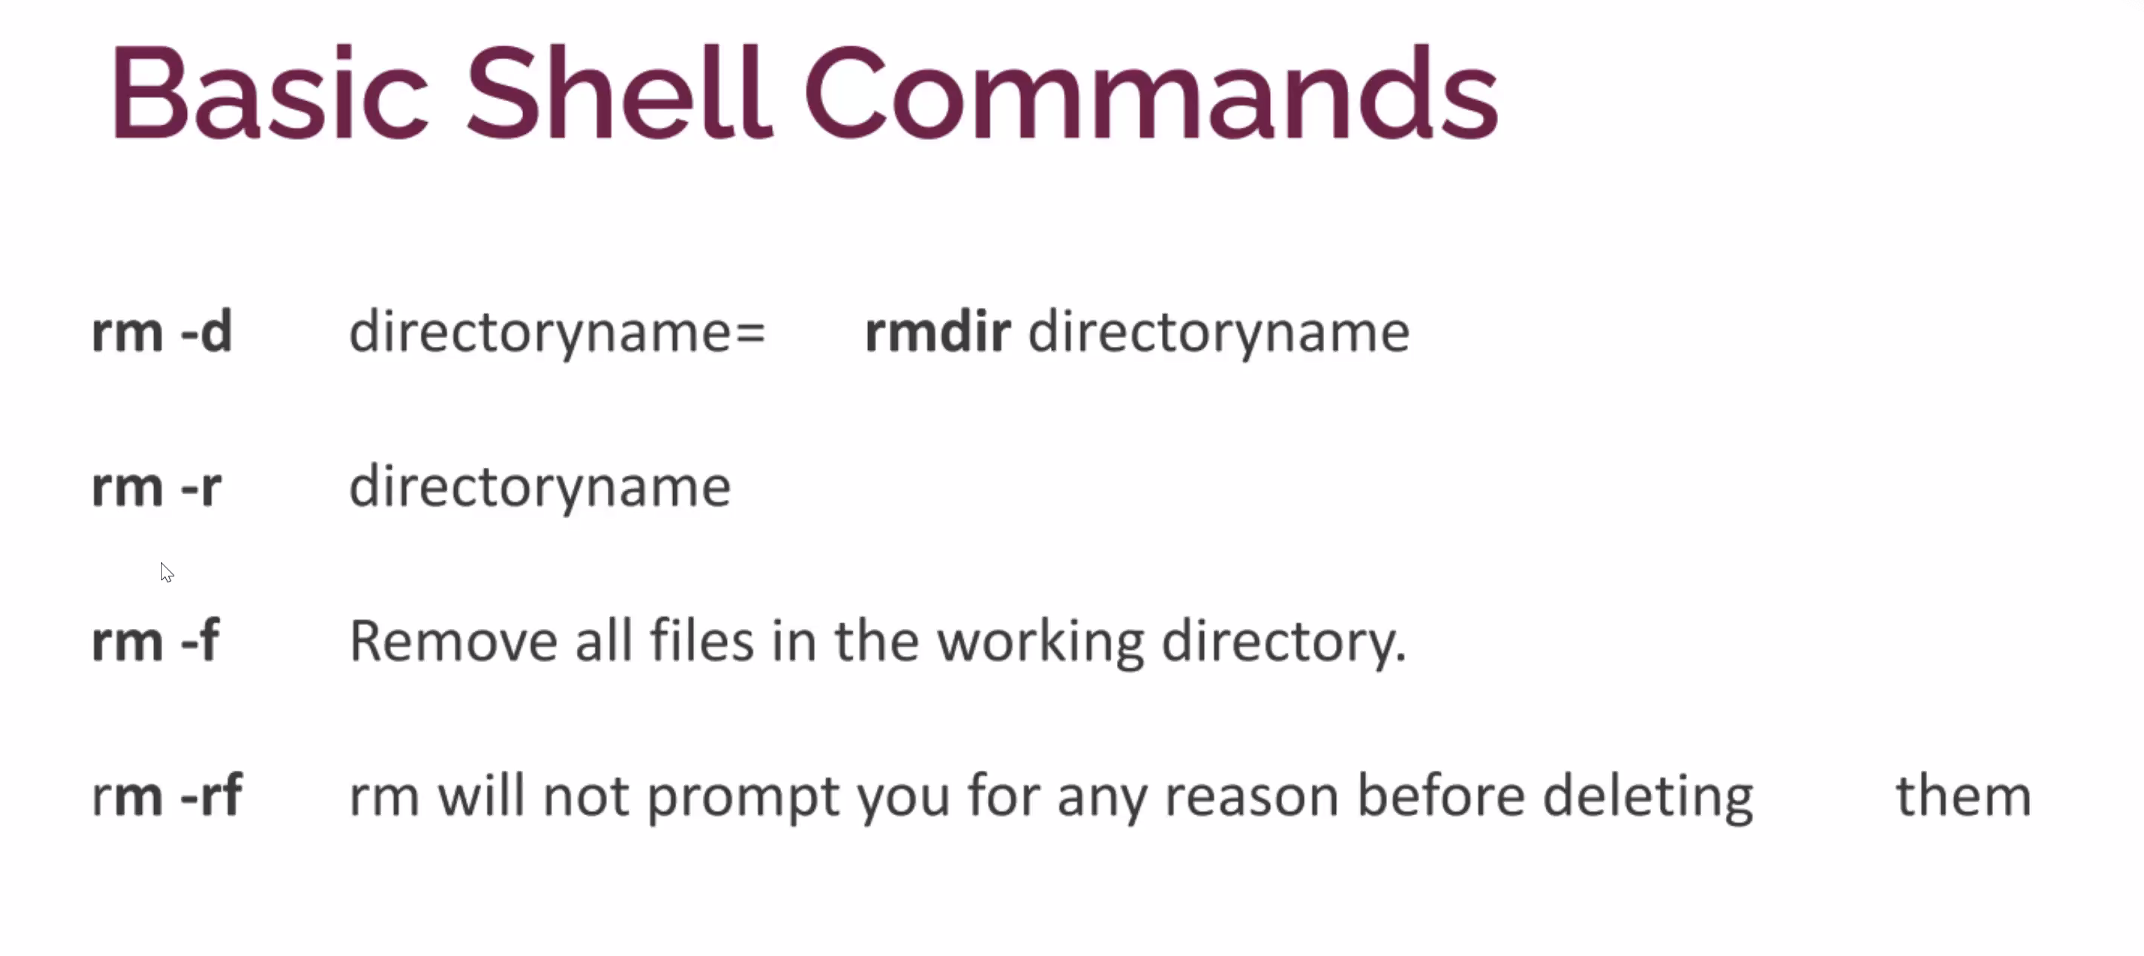 Basic Shell Commands
rm -d directoryname= rmdir directoryname
rm -r directoryname
rm -f Remove all files in the working directory.
rm -rf rm will not prompt you for any reason before deleting them